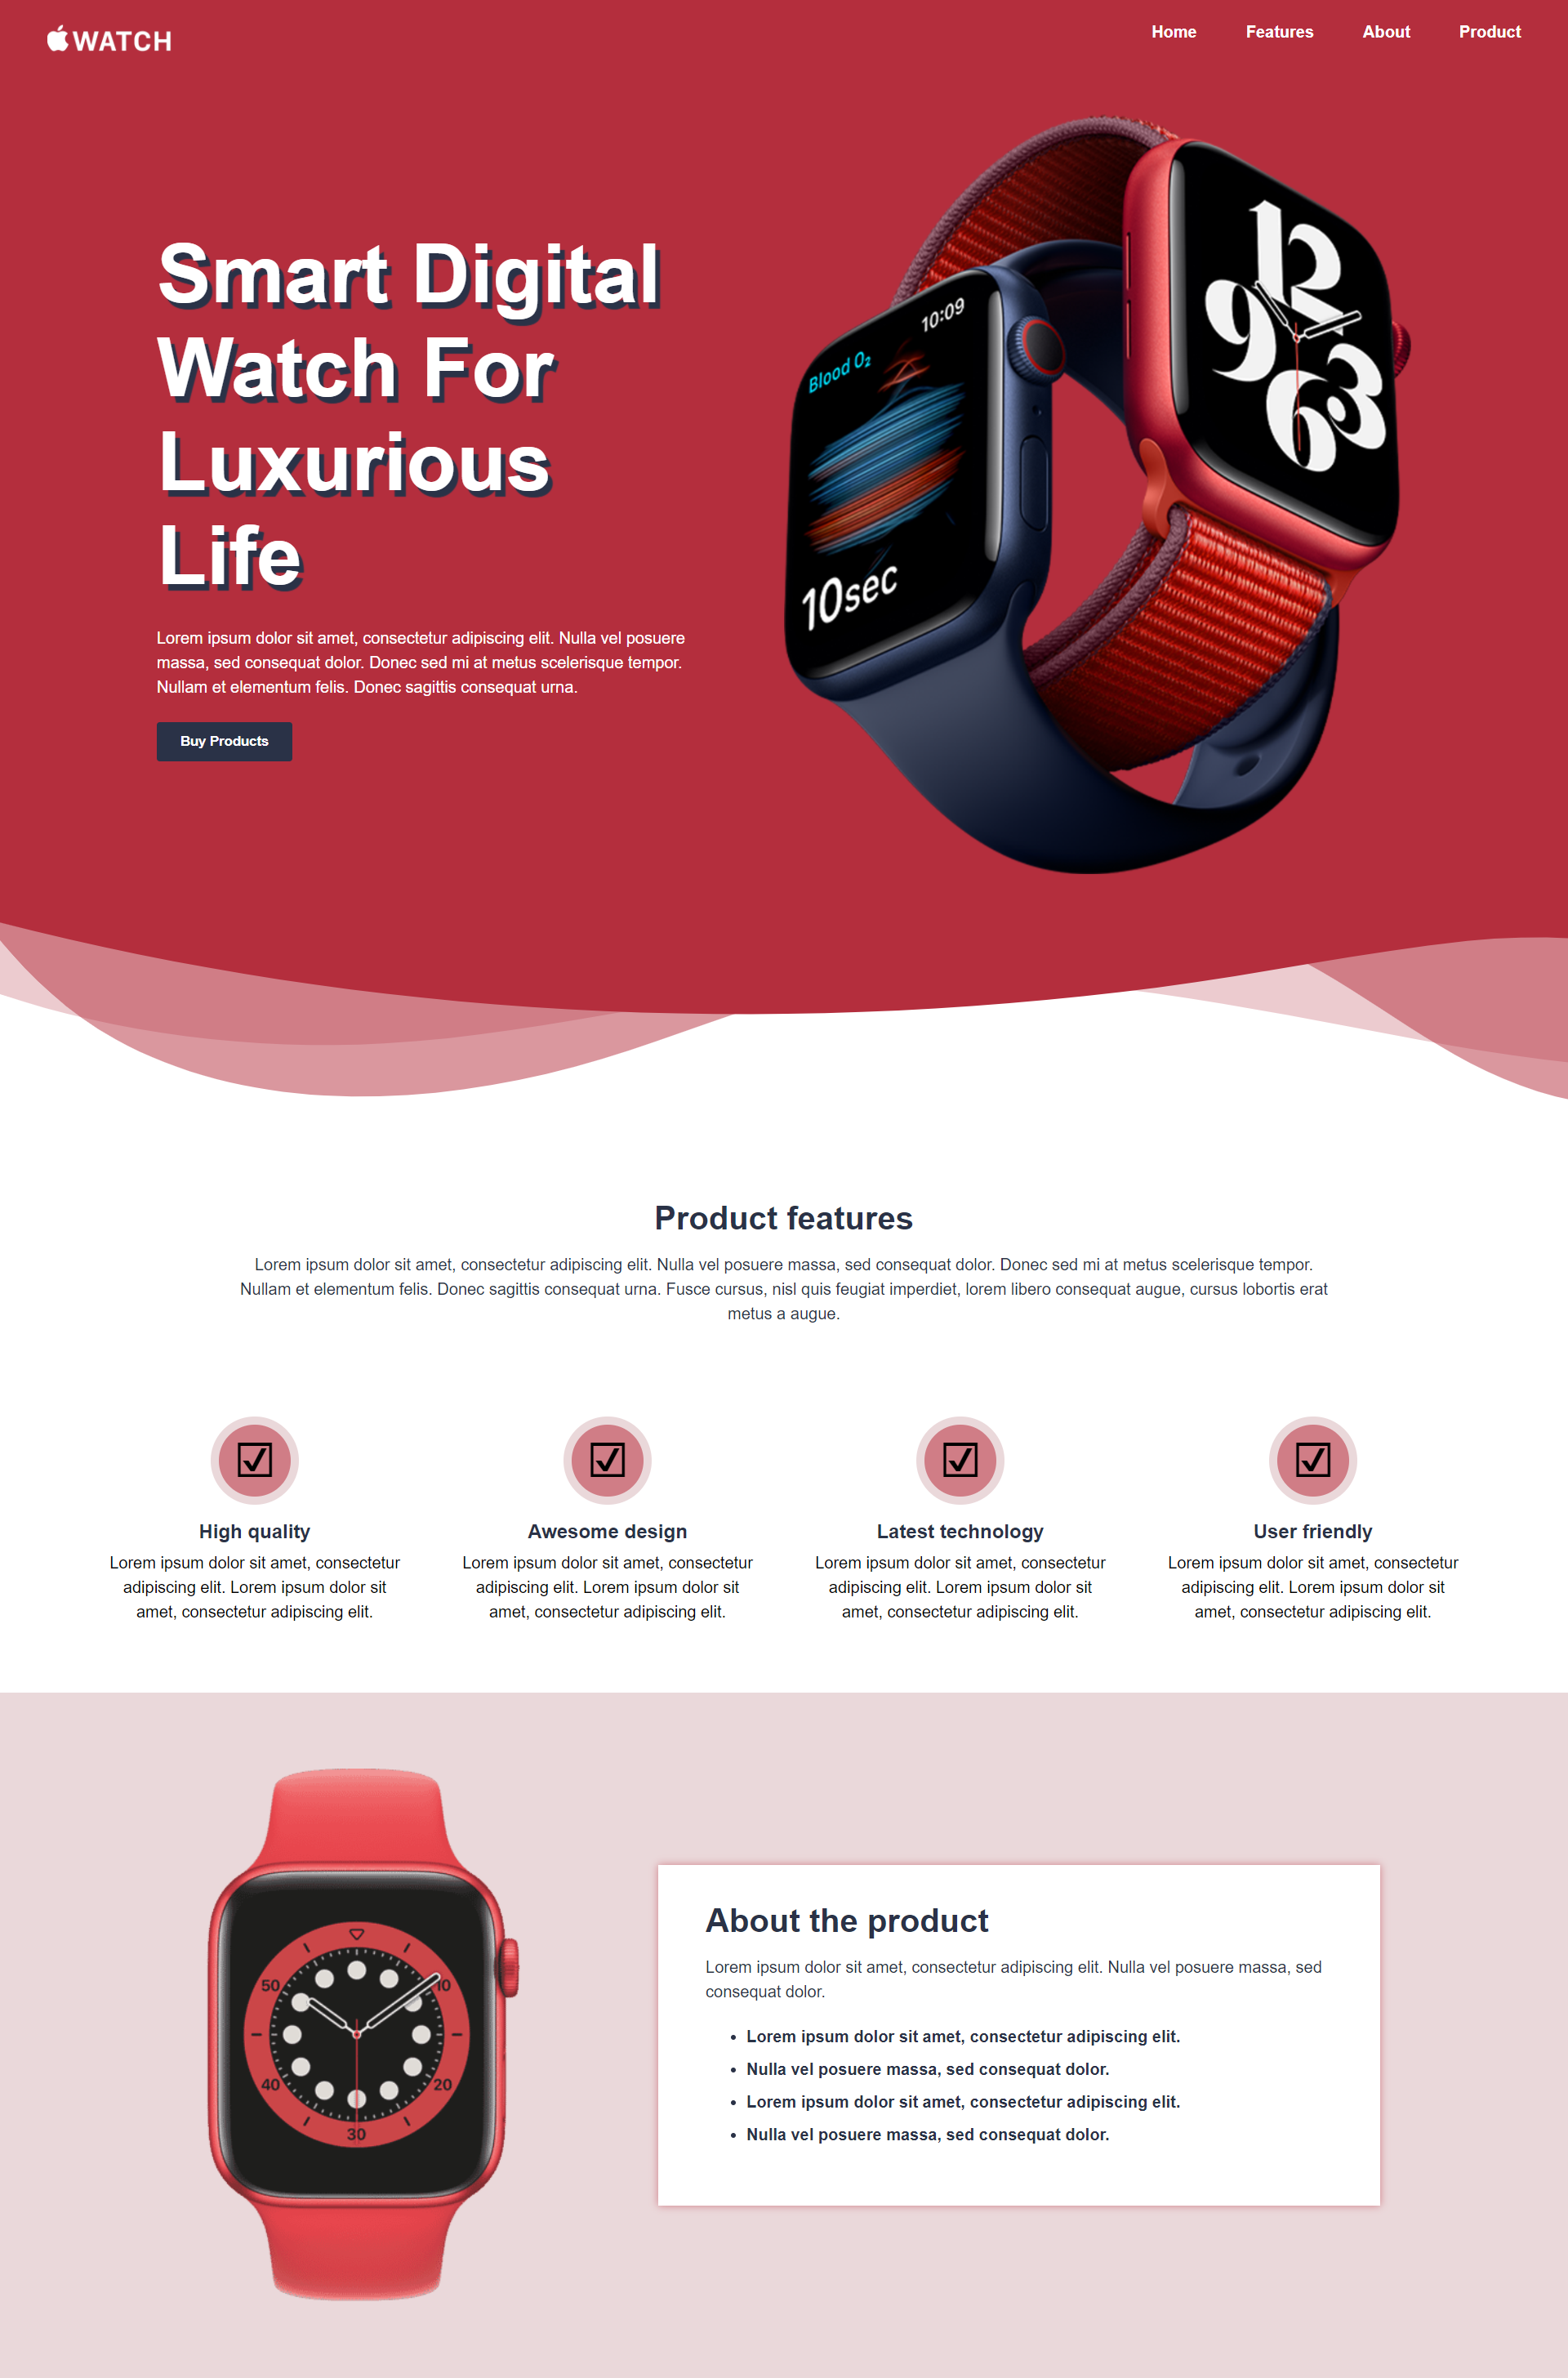 WATCH
Home Features About Product
Smart Digital
Watch For
Luxurious
Life
Lorem ipsum dolor sit amet, consectetur adipiscing elit. Nulla vel posuere
massa, sed consequat dolor. Donec sed mi at metus scelerisque tempor.
Nullam et elementum felis. Donec sagittis consequat urna.
Buy Products
10:09
Blood O₂
10sec
12
9
3
6
Product features
Lorem ipsum dolor sit amet, consectetur adipiscing elit. Nulla vel posuere massa, sed consequat dolor. Donec sed mi at metus scelerisque tempor.
Nullam et elementum felis. Donec sagittis consequat urna. Fusce cursus, nisl quis feugiat imperdiet, lorem libero consequat augue, cursus lobortis erat
metus a augue.
High quality
Lorem ipsum dolor sit amet, consectetur
adipiscing elit. Lorem ipsum dolor sit
amet, consectetur adipiscing elit.
Awesome design
Lorem ipsum dolor sit amet, consectetur
adipiscing elit. Lorem ipsum dolor sit
amet, consectetur adipiscing elit.
Latest technology
Lorem ipsum dolor sit amet, consectetur
adipiscing elit. Lorem ipsum dolor sit
amet, consectetur adipiscing elit.
User friendly
Lorem ipsum dolor sit amet, consectetur
adipiscing elit. Lorem ipsum dolor sit
amet, consectetur adipiscing elit.
50
10
40
20
30
About the product
Lorem ipsum dolor sit amet, consectetur adipiscing elit. Nulla vel posuere massa, sed
consequat dolor.
• Lorem ipsum dolor sit amet, consectetur adipiscing elit.
• Nulla vel posuere massa, sed consequat dolor.
• Lorem ipsum dolor sit amet, consectetur adipiscing elit.
• Nulla vel posuere massa, sed consequat dolor.